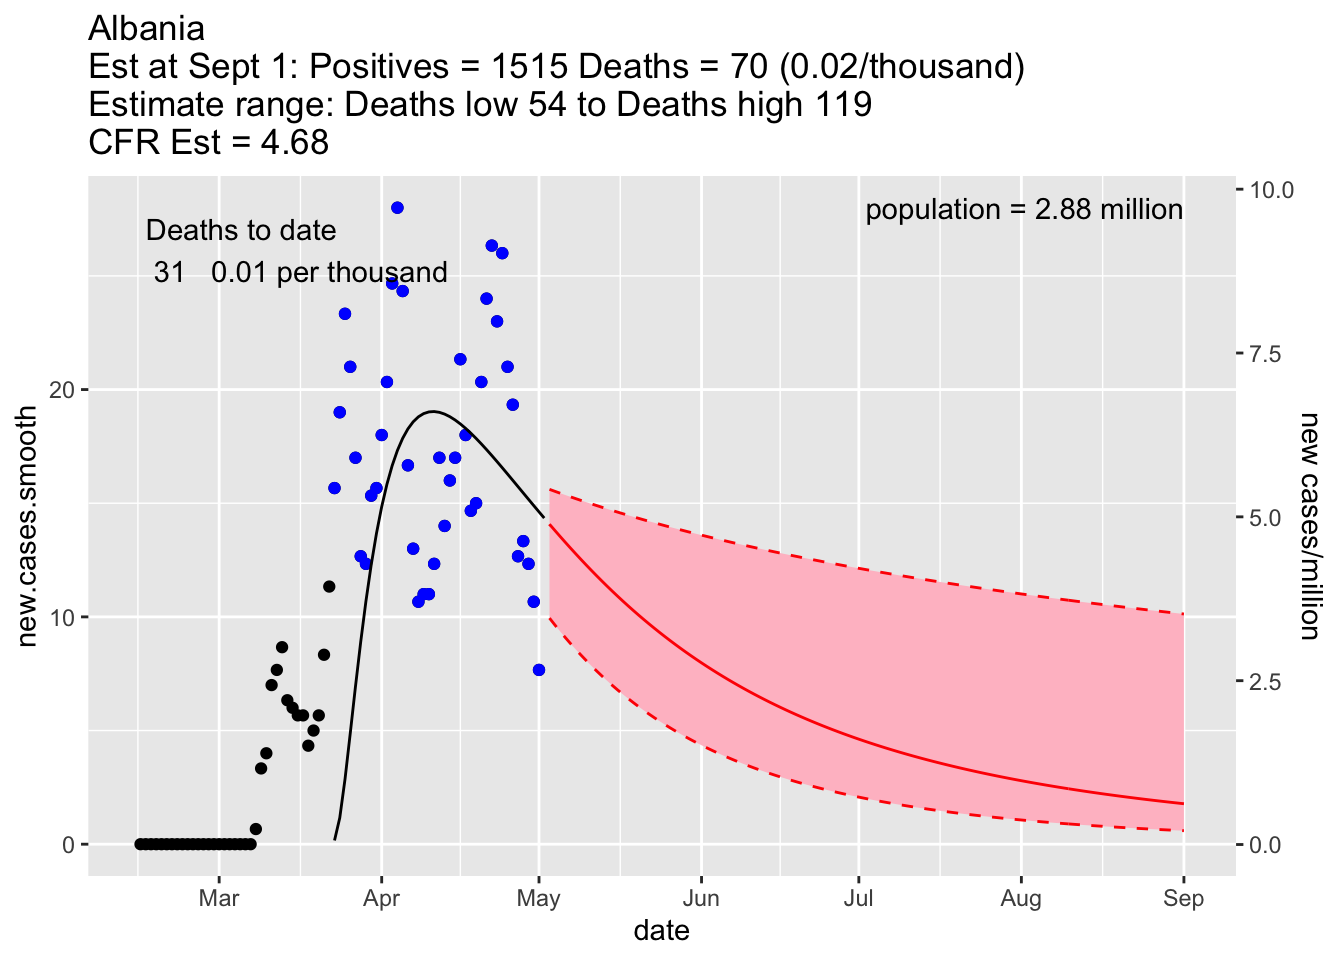 Albania
Est at Sept 1: Positives = 1515 Deaths = 70 (0.02/thousand)
Estimate range: Deaths low 54 to Deaths high 119
CFR Est = 4.68
Deaths to date
31 0.01 per thousand
population = 2.88 million
new.cases.smooth
20
10
0
10.0
7.5
5.0
2.5
0.0
new cases/million
Mar Apr May Jun Jul Aug Sep
date